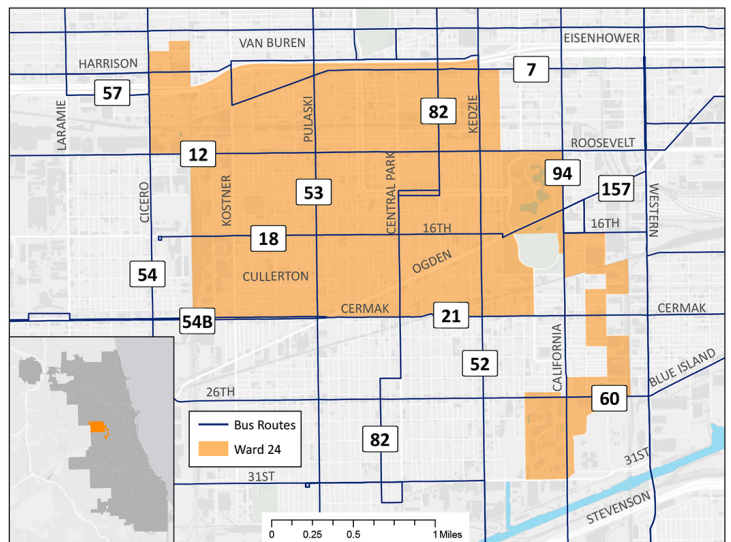 VAN BUREN
EISENHOWER
HARRISON
7
57
LARAMIE
PULASKI
82
KEDZIE
ROOSEVELT
12
94
157
CICERO
KOSTNER
53
CENTRAL PARK
WESTERN
18
16TH
16TH
OGDEN
54
CULLERTON
54B
CERMAK
21
CERMAK
52
CALIFORNIA
BLUE ISLAND
26TH
60
Bus Routes
Ward 24
82
31ST
31ST
STEVENSON
0 0.25 0.5 1 Miles